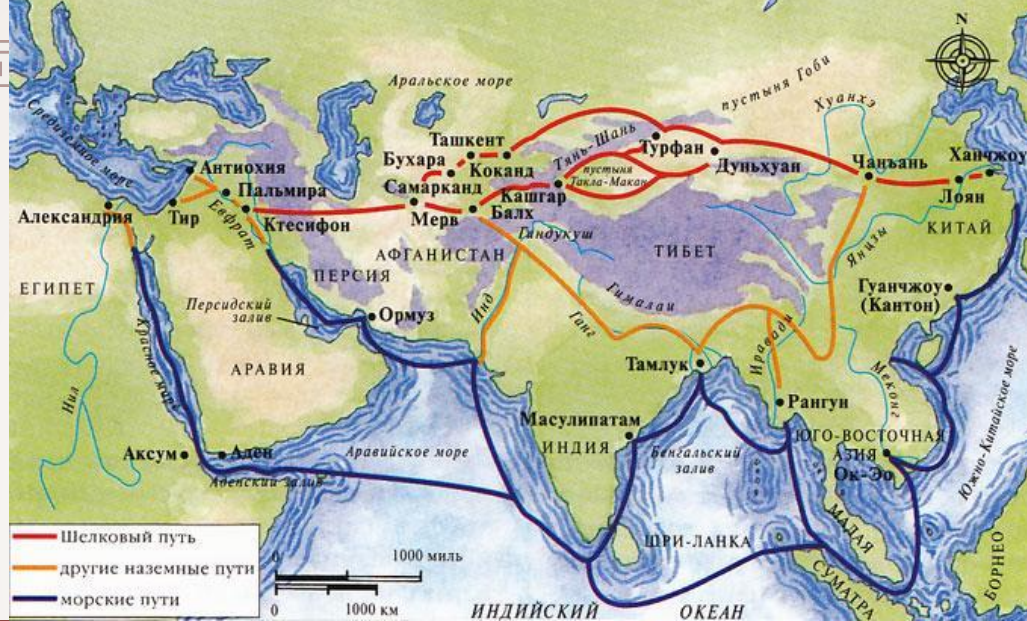 N
пустыня Гоби
Аральское море
Хуанхэ
Средиземное море
Ташкент
Тянь-Шань
Турфан
Бухара
Коканд
Дуньхуан
Чанъань
Ханчжоу
Антиохия
пустыня
Такла-Макан
Самарканд
Кашгар
Пальмира
Лоян
Александрия
Тир
Евфрат
Ктесифон
Мерв
Балх
Гиндукуш
КИТАЙ
АФГАНИСТАН
ТИБЕТ
Янцзы
ПЕРСИЯ
ЕГИПЕТ
Гуанчжоу
(Кантон)
Персидский
залив
Ормуз
Инд
Гималаи
Ганг
Иравади
Красное море
АРАВИЯ
Тамлук
Меконг
Нил
Рангун
Масулипатам
ИНДИЯ
ЮГО-ВОСТОЧНАЯ
АЗИЯ
Ок-Эо
Южно-Китайское море
Аксум
Аден
Аденский залив
Аравийское море
Бенгальский
залив
Шелковый путь
другие наземные пути
морские пути
0
1000 миль
0
1000 км
ШРИ-ЛАНКА
МАЛАЯ
СУМАТРА
БОРНЕО
ИНДИЙСКИЙ ОКЕАН